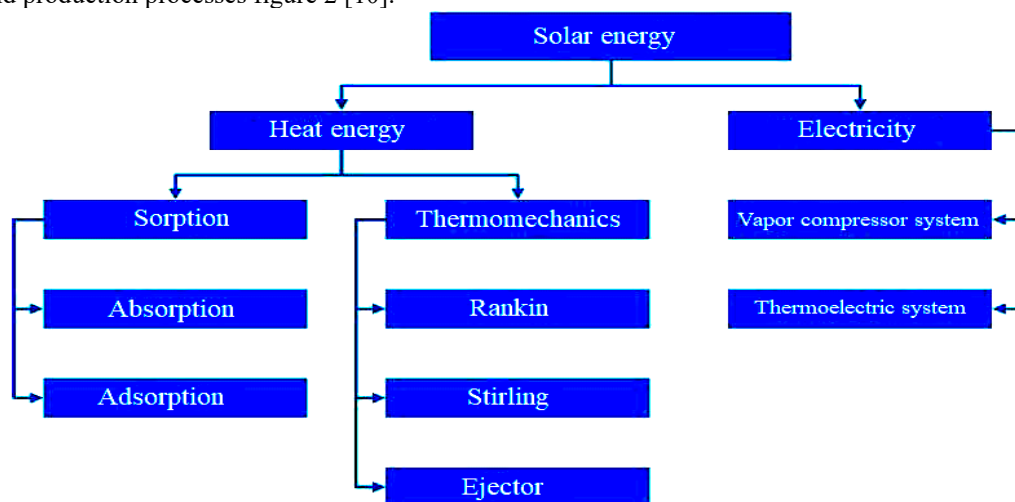 nd production processes figure 2 [10].
Solar energy
Heat energy
Electricity
Sorption
Thermomechanics
Vapor compressor system
Absorption
Rankin
Thermoelectric system
Adsorption
Stirling
Ejector